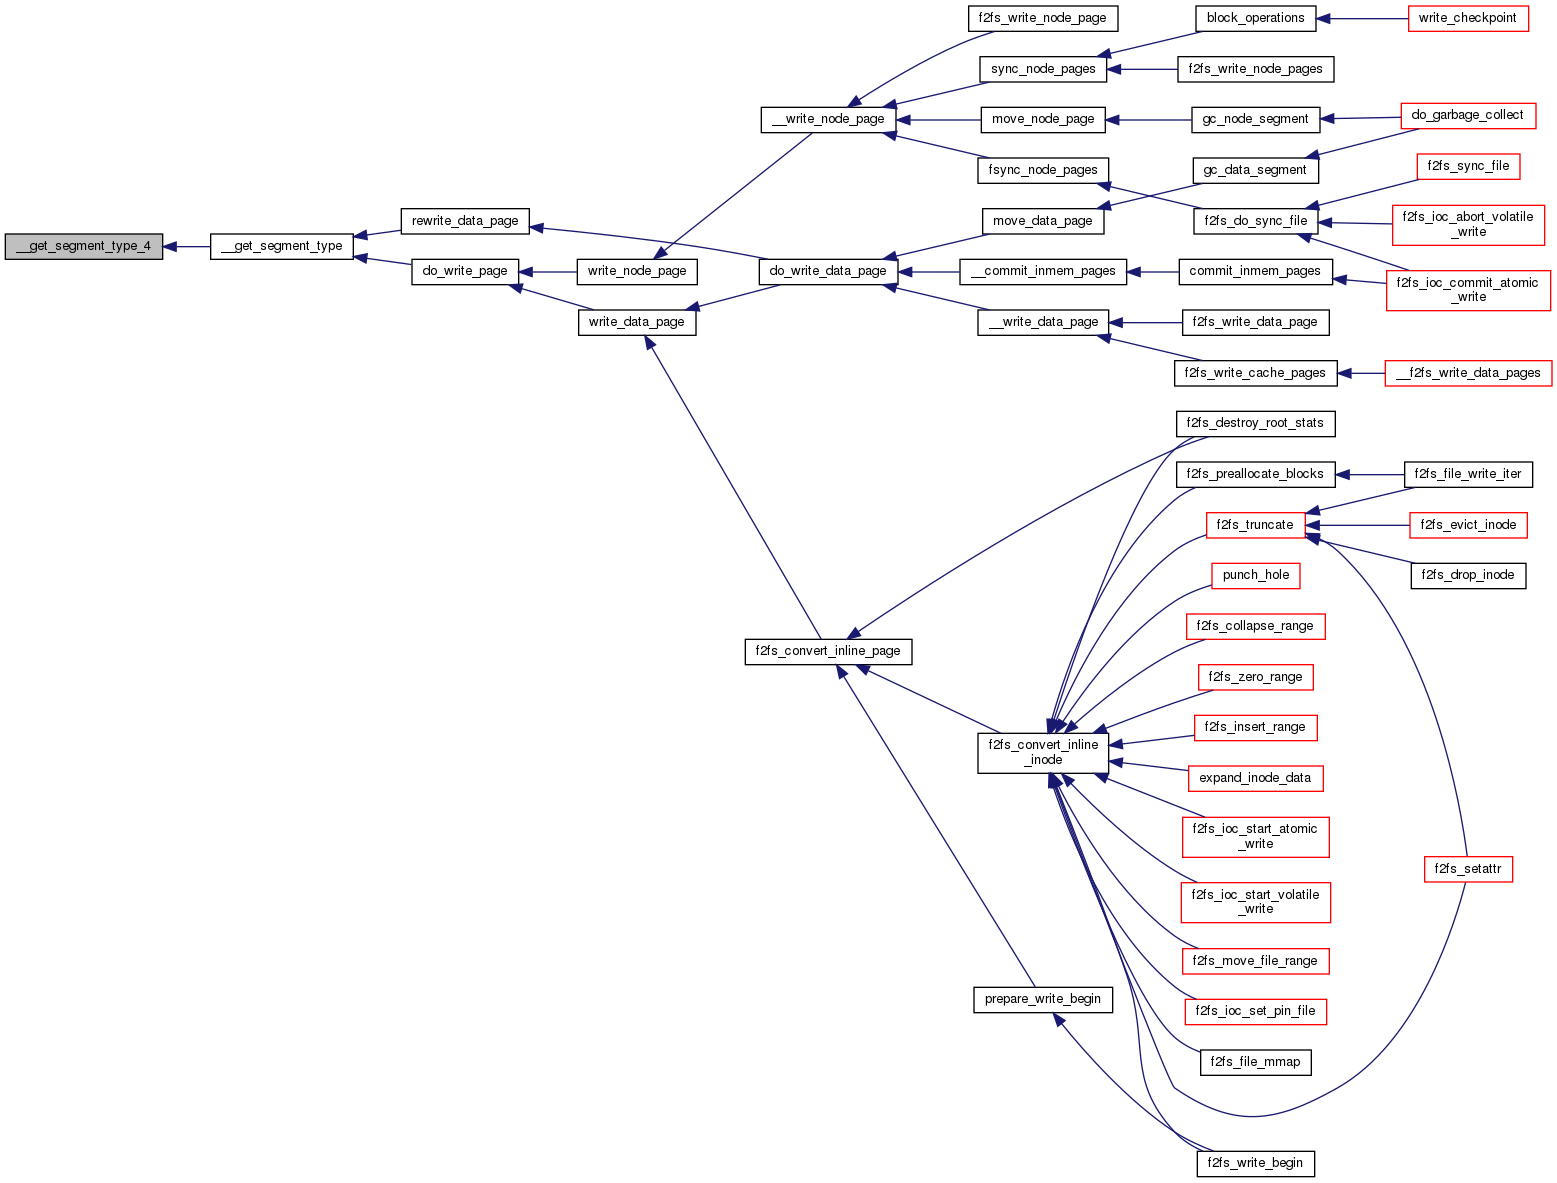 f2fs_write_node_page
block_operations
write_checkpoint
sync_node_pages
f2fs_write_node_pages
__write_node_page
move_node_page
gc_node_segment
do_garbage_collect
fsync_node_pages
gc_data_segment
f2fs_sync_file
rewrite_data_page
move_data_page
f2fs_do_sync_file
f2fs_ioc_abort_volatile
_write
__get_segment_type_4
__get_segment_type
do_write_page
write_node_page
do_write_data_page
__commit_inmem_pages
commit_inmem_pages
f2fs_ioc_commit_atomic
_write
write_data_page
__write_data_page
f2fs_write_data_page
f2fs_write_cache_pages
__f2fs_write_data_pages
f2fs_destroy_root_stats
f2fs_preallocate_blocks
f2fs_file_write_iter
f2fs_truncate
f2fs_evict_inode
punch_hole
f2fs_drop_inode
f2fs_collapse_range
f2fs_convert_inline_page
f2fs_zero_range
f2fs_insert_range
f2fs_convert_inline
_inode
expand_inode_data
f2fs_ioc_start_atomic
_write
f2fs_setattr
f2fs_ioc_start_volatile
_write
f2fs_move_file_range
prepare_write_begin
f2fs_ioc_set_pin_file
f2fs_file_mmap
f2fs_write_begin